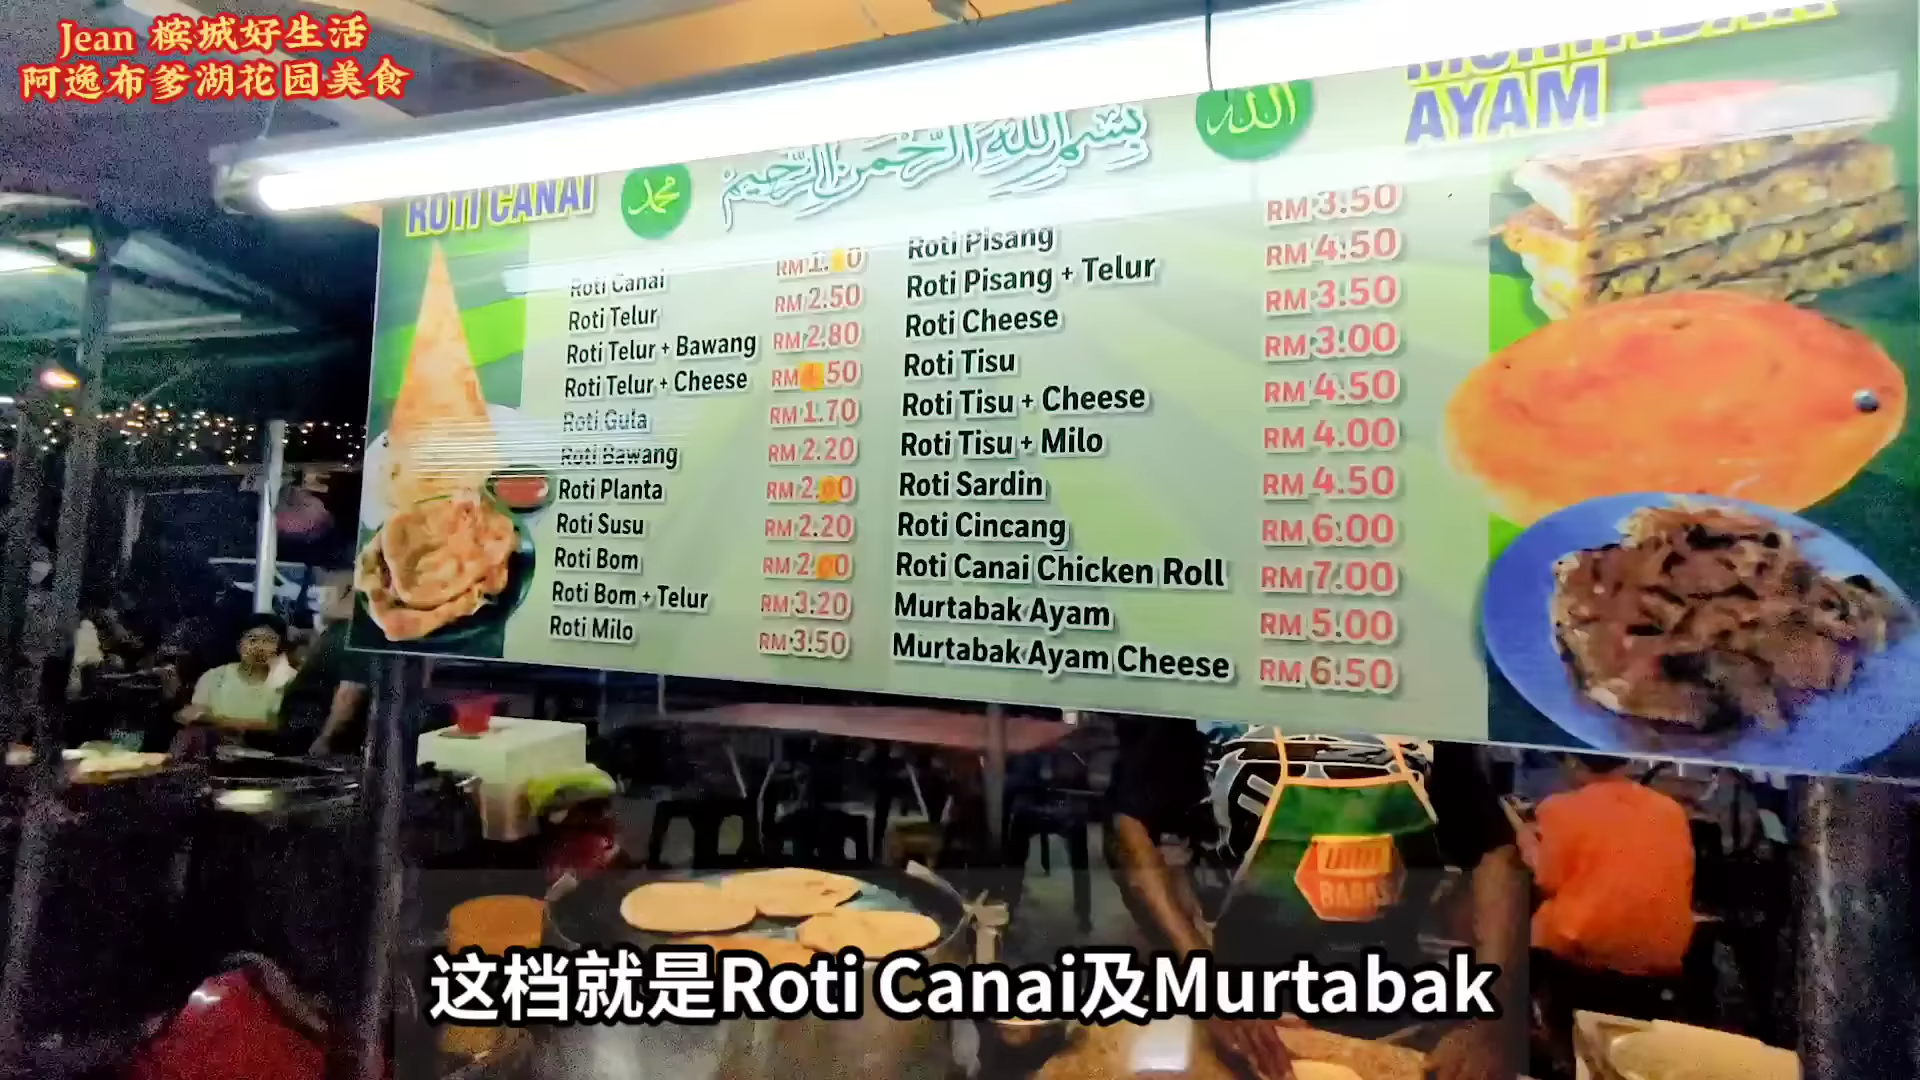 Jean 槟城好生活
阿逸布爹湖花园美食
ROTI CANAI
محمد
بسم الله الرحمن الرحيم
الله
AYAM
Roti Canai
Roti Telur RM 2.50
Roti Telur + Bawang RM 2.80
Roti Telur + Cheese
Roti Gula RM 1.70
Roti Bawang RM 2.20
Roti Planta
Roti Susu RM 2.20
Roti Bom
Roti Bom + Telur RM 3.20
Roti Milo RM 3.50
Roti Pisang RM 3.50
Roti Pisang + Telur RM 4.50
Roti Cheese RM 3.50
Roti Tisu RM 3.00
Roti Tisu + Cheese RM 4.50
Roti Tisu + Milo RM 4.00
Roti Sardin RM 4.50
Roti Cincang RM 6.00
Roti Canai Chicken Roll RM 7.00
Murtabak Ayam RM 5.00
Murtabak Ayam Cheese RM 6.50
BABAS
这档就是Roti Canai及Murtabak